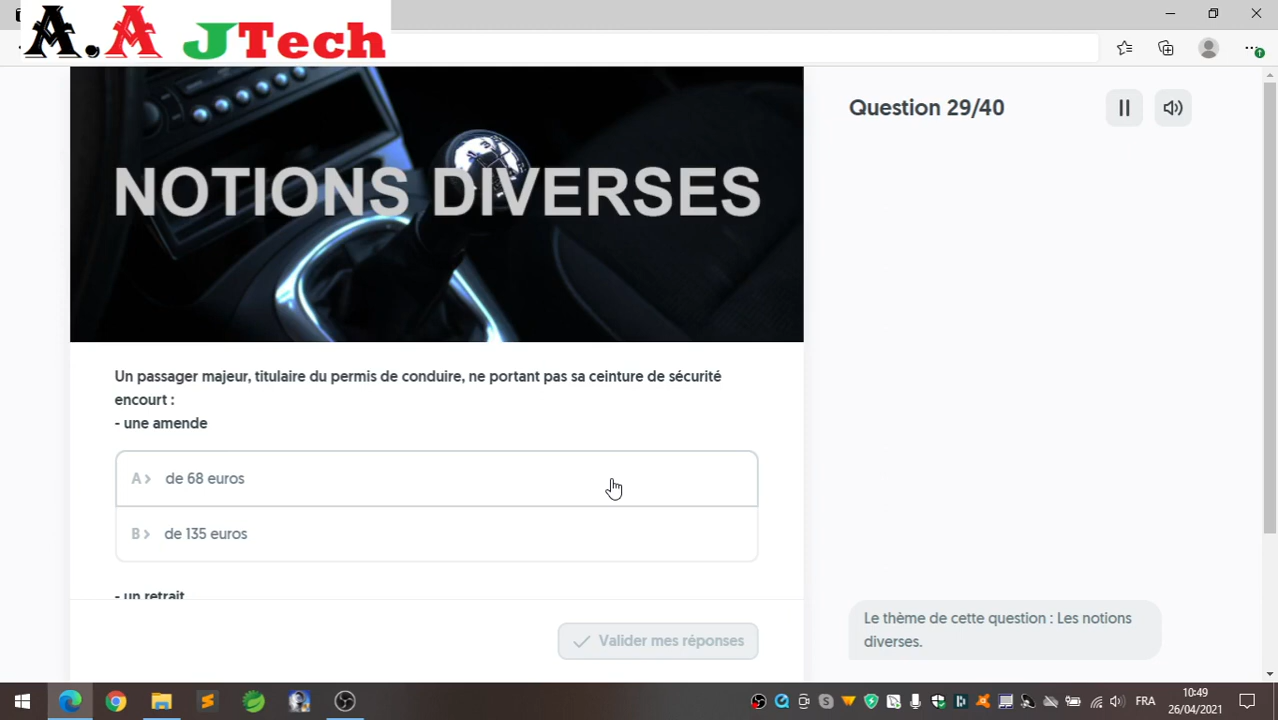 A.A JTech
NOTIONS DIVERSES
Question 29/40
Un passager majeur, titulaire du permis de conduire, ne portant pas sa ceinture de sécurité
encourt :
- une amende
A > de 68 euros
B > de 135 euros
- un retrait
Valider mes réponses
Le thème de cette question : Les notions
diverses.
FRA
10:49
26/04/2021